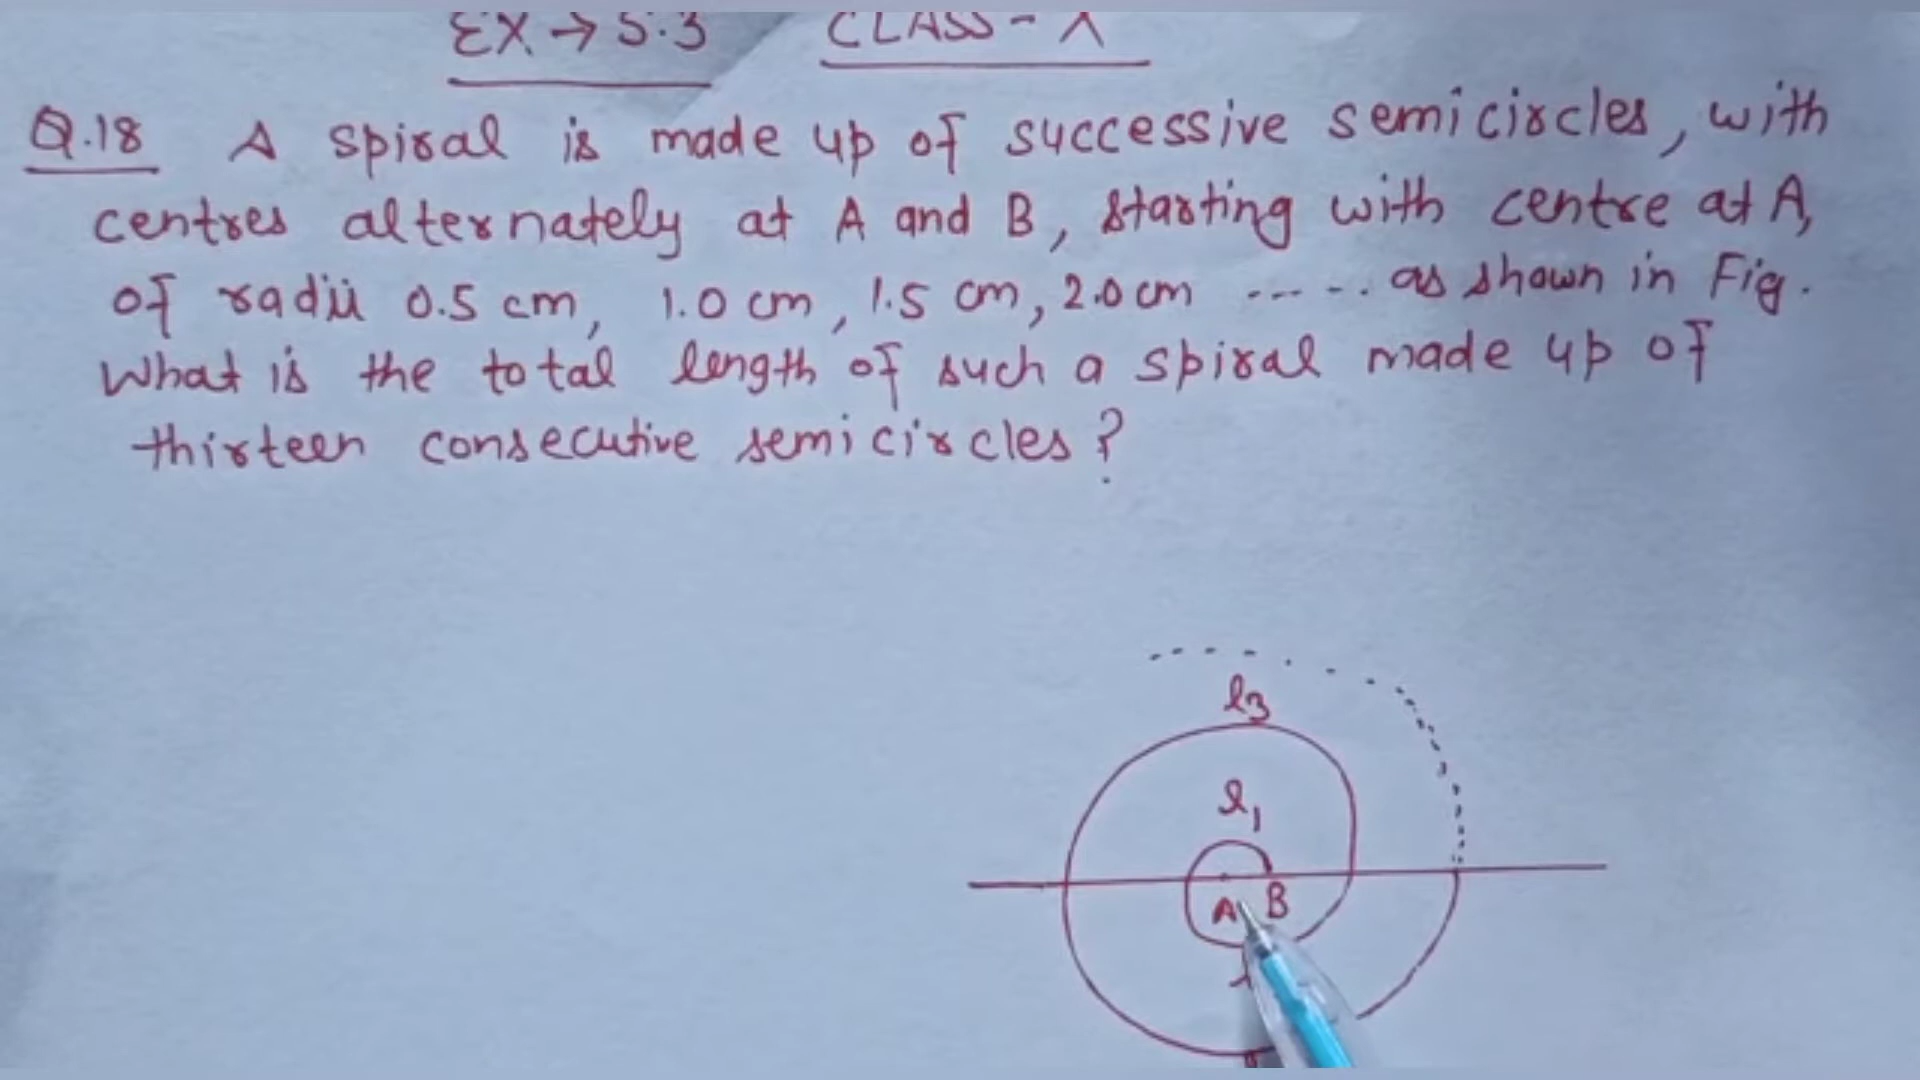 EX → 5.3 CLASS - X
Q.18 A spiral is made up of successive semicircles, with
centres alternately at A and B, starting with centre at A,
of radii 0.5 cm, 1.0 cm, 1.5 cm, 2.0 cm ..... as shown in Fig.
What is the total length of such a spiral made up of
thirteen consecutive semicircles?
l3
l1
A B